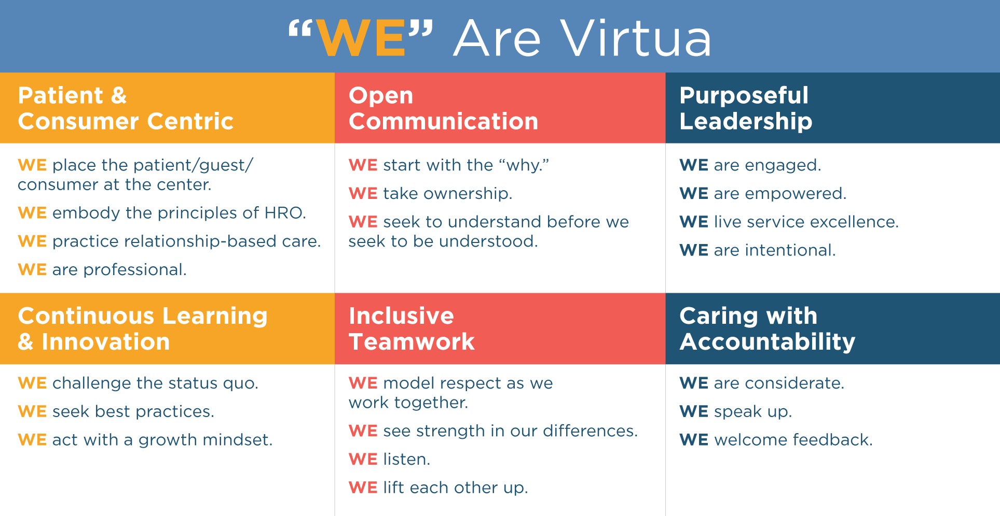 “WE” Are Virtua
Patient &
Consumer Centric
WE place the patient/guest/
consumer at the center.
WE embody the principles of HRO.
WE practice relationship-based care.
WE are professional.
Open
Communication
WE start with the “why.”
WE take ownership.
WE seek to understand before we
seek to be understood.
Purposeful
Leadership
WE are engaged.
WE are empowered.
WE live service excellence.
WE are intentional.
Continuous Learning
& Innovation
WE challenge the status quo.
WE seek best practices.
WE act with a growth mindset.
Inclusive
Teamwork
WE model respect as we
work together.
WE see strength in our differences.
WE listen.
WE lift each other up.
Caring with
Accountability
WE are considerate.
WE speak up.
WE welcome feedback.